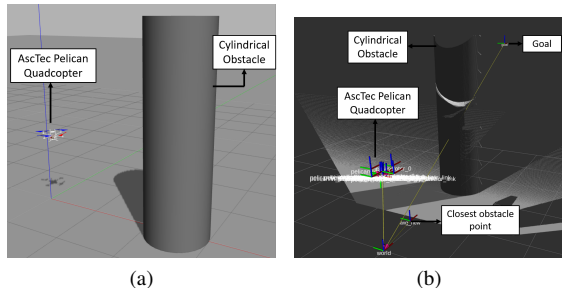 AscTec Pelican
Quadcopter
Cylindrical
Obstacle
Cylindrical
Obstacle
Goal
AscTec Pelican
Quadcopter
Closest obstacle
point
world
(a)
(b)